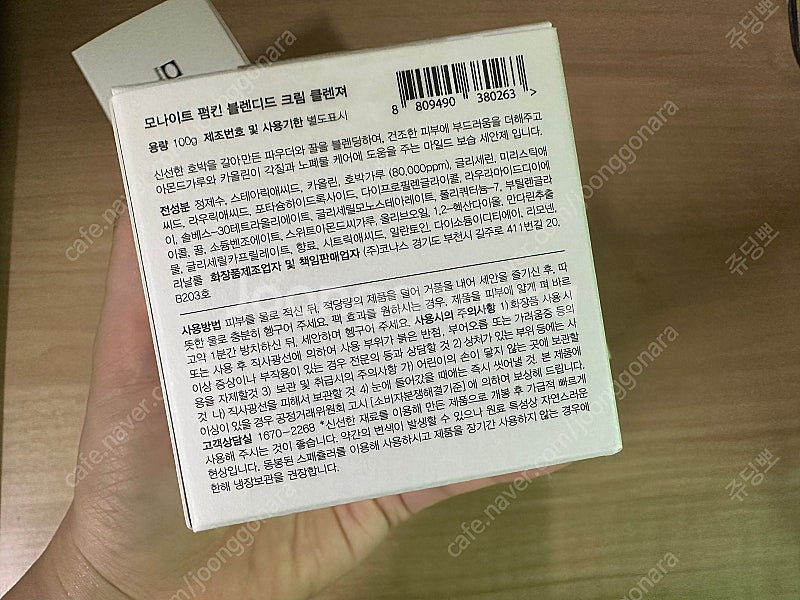 모나이트 펌킨 블렌디드 크림 클렌져
용량 100g 제조번호 및 사용기한 별도표시
8 809490 380263 >
신선한 호박을 갈아만든 파우더와 꿀을 블렌딩하여, 건조한 피부에 부드러움을 더해주고
아몬드가루와 카올린이 각질과 노폐물 케어에 도움을 주는 마일드 보습 세안제 입니다.
전성분 정제수, 스테아릭애씨드, 카올린, 호박가루 (80,000ppm), 글리세린, 미리스틱애
씨드, 라우릭애씨드, 포타슘하이드록사이드, 다이프로필렌글라이콜, 라우라마이드디이에
이, 솔베스-30테트라올리에이트, 글리세릴모노스테아레이트, 폴리쿼터늄-7, 부틸렌글라
이콜, 꿀, 소듐벤조에이트, 스위트아몬드씨가루, 올리브오일, 1,2-헥산다이올, 만다린추출
물, 글리세릴카프릴레이트, 향료, 시트릭애씨드, 알란토인, 다이소듐이디티에이, 리모넨,
리날룰 화장품제조업자 및 책임판매업자 (주)코나스 경기도 부천시 길주로 411번길 20,
B203호
사용방법 피부를 물로 적신 뒤, 적당량의 제품을 덜어 거품을 내어 세안을 즐기신 후, 따
뜻한 물로 충분히 헹구어 주세요. 팩 효과를 원하시는 경우, 제품을 피부에 얇게 펴 바르
고약 1분간 방치하신 뒤, 세안하며 헹구어 주세요. 사용시의 주의사항 1) 화장품 사용 시
또는 사용 후 직사광선에 의하여 사용 부위가 붉은 반점, 부어오름 또는 가려움증 등의
이상 증상이나 부작용이 있는 경우 전문의 등과 상담할 것 2) 상처가 있는 부위 등에는 사
용을 자제할것 3) 보관 및 취급시의 주의사항 가) 어린이의 손이 닿지 않는 곳에 보관할
것 나) 직사광선을 피해서 보관할 것 4) 눈에 들어갔을 때에는 즉시 씻어낼 것. 본 제품에
이상이 있을 경우 공정거래위원회 고시 [소비자분쟁해결기준] 에 의하여 보상해 드립니다.
고객상담실 1670-2269 *신선한 재료를 이용해 만든 제품으로 개봉 후 가급적 빠르게
사용해 주시는 것이 좋습니다. 약간의 변색이 발생할 수 있으나 원료 특성상 자연스러운
현상입니다. 동봉된 스페츌러를 이용해 사용하시고 제품을 장기간 사용하지 않는 경우에
한해 냉장보관을 권장합니다.
cafe.naver.com/joonggonara
쥬딩뽀